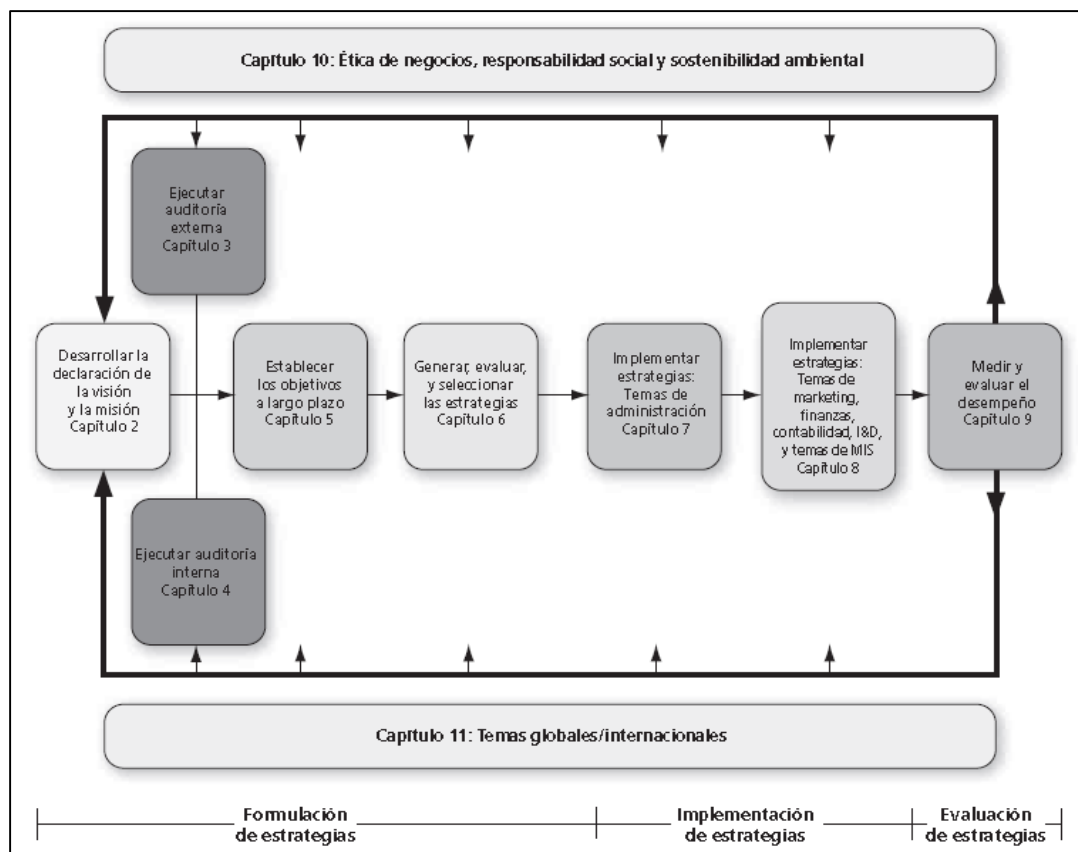 Capítulo 10: Ética de negocios, responsabilidad social y sostenibilidad ambiental
Ejecutar
auditoría
externa
Capítulo 3
Desarrollar la
declaración de
la visión
y la misión
Capítulo 2
Establecer
los objetivos
a largo plazo
Capítulo 5
Generar, evaluar,
y seleccionar
las estrategias
Capítulo 6
Implementar
estrategias:
Temas de
administración
Capítulo 7
Implementar
estrategias:
Temas de
marketing,
finanzas,
contabilidad, I&D,
y temas de MIS
Capítulo 8
Medir y
evaluar el
desempeño
Capítulo 9
Ejecutar auditoría
interna
Capítulo 4
Capítulo 11: Temas globales/internacionales
Formulación
de estrategias
Implementación
de estrategias
Evaluación
de estrategias